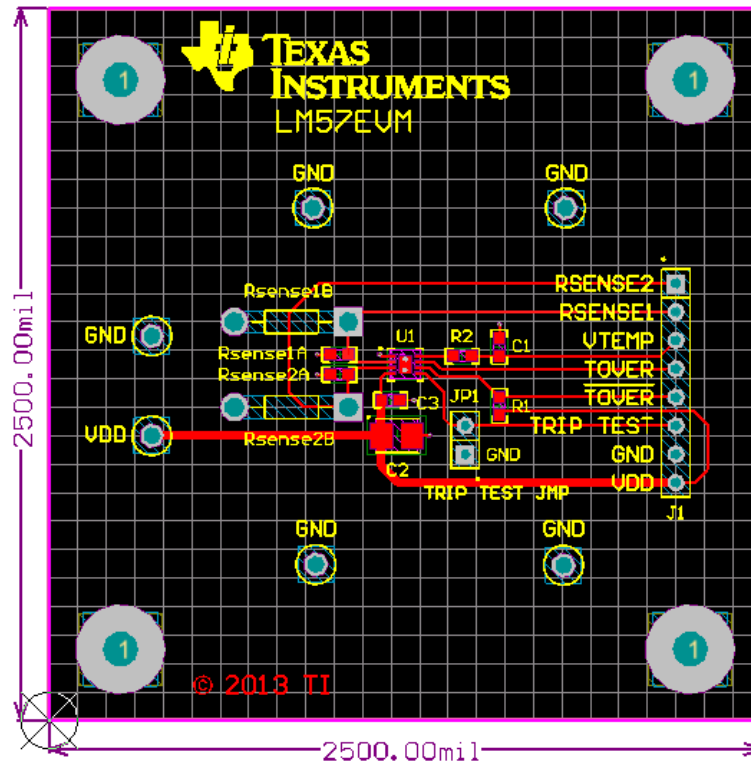 1
1
TEXAS
INSTRUMENTS
LM57EVM
GND
GND
RSENSE2
Rsense1B
RSENSE1
GND
U1
R2
C1
VTEMP
Rsense1A
Rsense2A
TOVER
JP1
TOVER
C3
R1
TRIP TEST
VDD
Rsense2B
GND
GND
C2
VDD
TRIP TEST JMP
J1
GND
GND
1
1
© 2013 TI
2500.00mil
2500.00mil